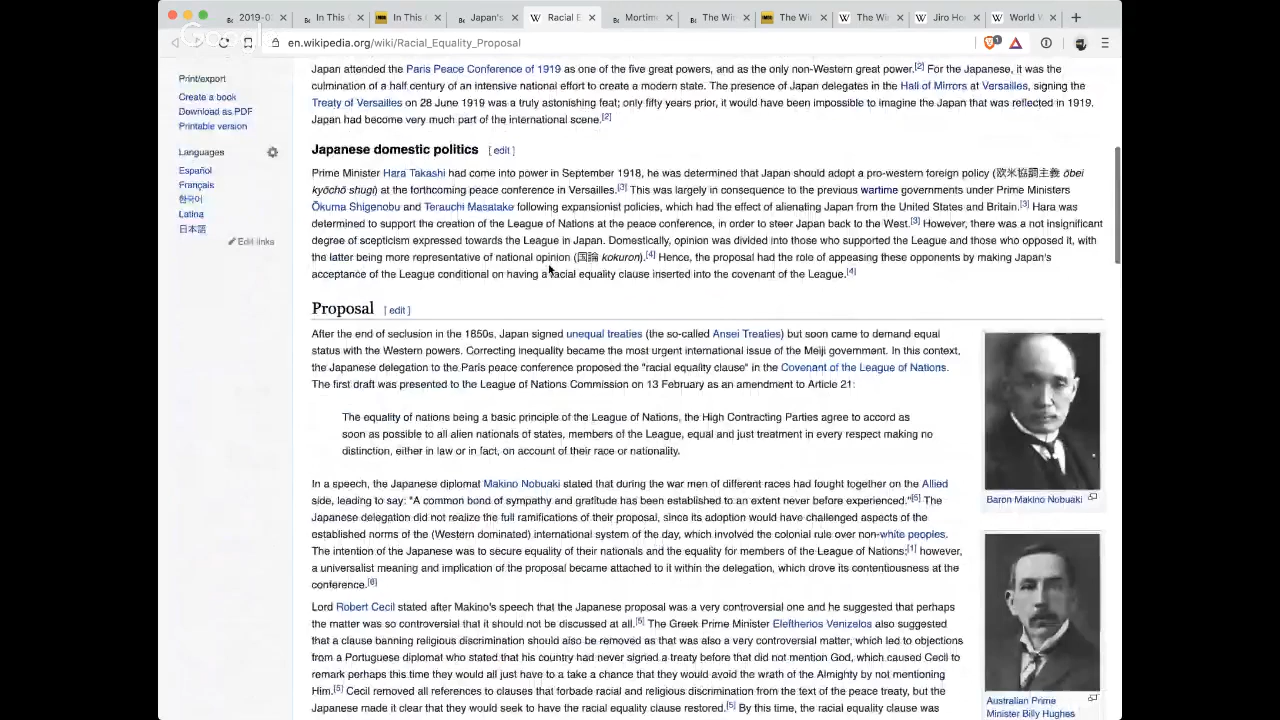 2019-0
In This
In This
Japan's
Racial E
Mortim
The Wi
The Wi
The Wi
Jiro Ho
World V
en.wikipedia.org/wiki/Racial_Equality_Proposal
1
Google
Print/export
Create a book
Download as PDF
Printable version
Languages
Español
Français
한국어
Latina
日本語
Edit links
Japan attended the Paris Peace Conference of 1919 as one of the five great powers, and as the only non-Western great power.[2] For the Japanese, it was the
culmination of a half century of an intensive national effort to create a modern state. The presence of Japan delegates in the Hall of Mirrors at Versailles, signing the
Treaty of Versailles on 28 June 1919 was a truly astonishing feat; only fifty years prior, it would have been impossible to imagine the Japan that was reflected in 1919.
Japan had become very much part of the international scene.[2]
Japanese domestic politics [ edit ]
Prime Minister Hara Takashi had come into power in September 1918, he was determined that Japan should adopt a pro-western foreign policy (欧米協調主義 ōbei
kyōchō shugi) at the forthcoming peace conference in Versailles.[3] This was largely in consequence to the previous wartime governments under Prime Ministers
Ōkuma Shigenobu and Terauchi Masatake following expansionist policies, which had the effect of alienating Japan from the United States and Britain.[3] Hara was
determined to support the creation of the League of Nations at the peace conference, in order to steer Japan back to the West.[3] However, there was a not insignificant
degree of scepticism expressed towards the League in Japan. Domestically, opinion was divided into those who supported the League and those who opposed it, with
the latter being more representative of national opinion (国論 kokuron).[4] Hence, the proposal had the role of appeasing these opponents by making Japan's
acceptance of the League conditional on having a racial equality clause inserted into the covenant of the League.[4]
Proposal [ edit ]
After the end of seclusion in the 1850s, Japan signed unequal treaties (the so-called Ansei Treaties) but soon came to demand equal
status with the Western powers. Correcting inequality became the most urgent international issue of the Meiji government. In this context,
the Japanese delegation to the Paris peace conference proposed the "racial equality clause" in the Covenant of the League of Nations.
The first draft was presented to the League of Nations Commission on 13 February as an amendment to Article 21:
The equality of nations being a basic principle of the League of Nations, the High Contracting Parties agree to accord as
soon as possible to all alien nationals of states, members of the League, equal and just treatment in every respect making no
distinction, either in law or in fact, on account of their race or nationality.
In a speech, the Japanese diplomat Makino Nobuaki stated that during the war men of different races had fought together on the Allied
side, leading to say: "A common bond of sympathy and gratitude has been established to an extent never before experienced."[5] The
Japanese delegation did not realize the full ramifications of their proposal, since its adoption would have challenged aspects of the
established norms of the (Western dominated) international system of the day, which involved the colonial rule over non-white peoples.
The intention of the Japanese was to secure equality of their nationals and the equality for members of the League of Nations;[1] however,
a universalist meaning and implication of the proposal became attached to it within the delegation, which drove its contentiousness at the
conference.[6]
Lord Robert Cecil stated after Makino's speech that the Japanese proposal was a very controversial one and he suggested that perhaps
the matter was so controversial that it should not be discussed at all.[5] The Greek Prime Minister Eleftherios Venizelos also suggested
that a clause banning religious discrimination should also be removed as that was also a very controversial matter, which led to objections
from a Portuguese diplomat who stated that his country had never signed a treaty before that did not mention God, which caused Cecil to
remark perhaps this time they would all just have to a take a chance that they would avoid the wrath of the Almighty by not mentioning
Him.[5] Cecil removed all references to clauses that forbade racial and religious discrimination from the text of the peace treaty, but the
Japanese made it clear that they would seek to have the racial equality clause restored.[5] By this time, the racial equality clause was
Baron Makino Nobuaki
Australian Prime
Minister Billy Hughes